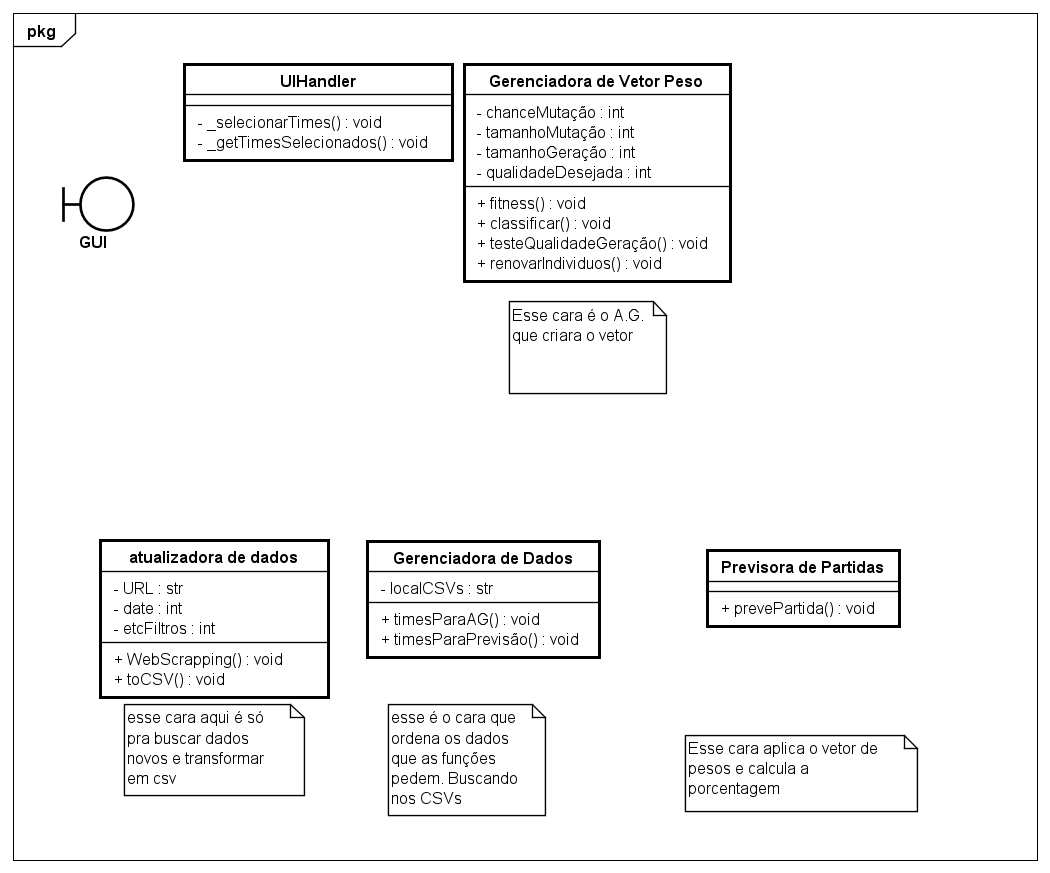 pkg
UIHandler
- _selecionarTimes() : void
- _getTimesSelecionados() : void
Gerenciadora de Vetor Peso
- chanceMutação : int
- tamanhoMutação : int
- tamanhoGeração : int
- qualidadeDesejada : int
+ fitness() : void
+ classificar() : void
+ testeQualidadeGeração() : void
+ renovarIndividuos() : void
GUI
Esse cara é o A.G.
que criara o vetor
atualizadora de dados
- URL : str
- date : int
- etcFiltros : int
+ WebScrapping() : void
+ toCSV() : void
Gerenciadora de Dados
- localCSVs : str
+ timesParaAG() : void
+ timesParaPrevisão() : void
Previsora de Partidas
+ prevePartida() : void
esse cara aqui é só
pra buscar dados
novos e transformar
em csv
esse é o cara que
ordena os dados
que as funções
pedem. Buscando
nos CSVs
Esse cara aplica o vetor de
pesos e calcula a
porcentagem